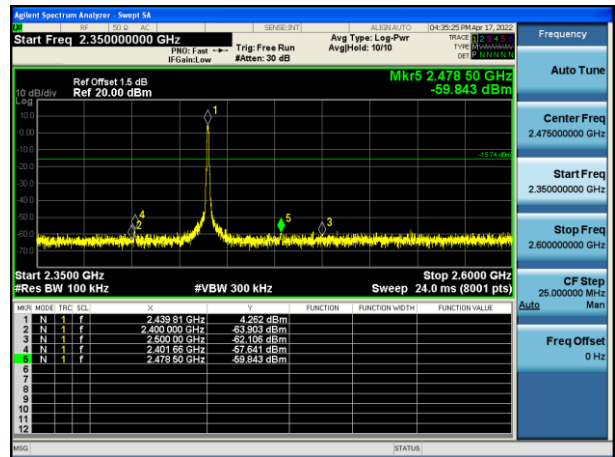 Agilent Spectrum Analyzer - Swept SA
RF 50 Ω AC SENSE:INT ALIGN AUTO 04:35:25 PM Apr 17, 2022
Start Freq 2.350000000 GHz
PNO: Fast
IFGain:Low
Trig: Free Run
#Atten: 30 dB
Avg Type: Log-Pwr
Avg|Hold: 10/10
TRACE 1 2 3 4 5 6
TYPE
DET P N N N N N
Frequency
Auto Tune
Center Freq
2.475000000 GHz
Start Freq
2.350000000 GHz
Stop Freq
2.600000000 GHz
CF Step
25.000000 MHz
Auto Man
Freq Offset
0 Hz
Mkr5 2.478 50 GHz
-59.843 dBm
Ref Offset 1.5 dB
10 dB/div Ref 20.00 dBm
Log
10.0
0.00
-10.0
-20.0
-30.0
-40.0
-50.0
-60.0
-70.0
1
-15.74 dBm
4
2
5
3
Start 2.3500 GHz Stop 2.6000 GHz
#Res BW 100 kHz #VBW 300 kHz Sweep 24.0 ms (8001 pts)
MKR MODE TRC SCL X Y FUNCTION FUNCTION WIDTH FUNCTION VALUE
1 N 1 f 2.439 81 GHz 4.262 dBm
2 N 1 f 2.400 000 GHz -63.903 dBm
3 N 1 f 2.500 00 GHz -62.106 dBm
4 N 1 f 2.401 66 GHz -57.641 dBm
5 N 1 f 2.478 50 GHz -59.843 dBm
6
7
8
9
10
11
12
MSG STATUS